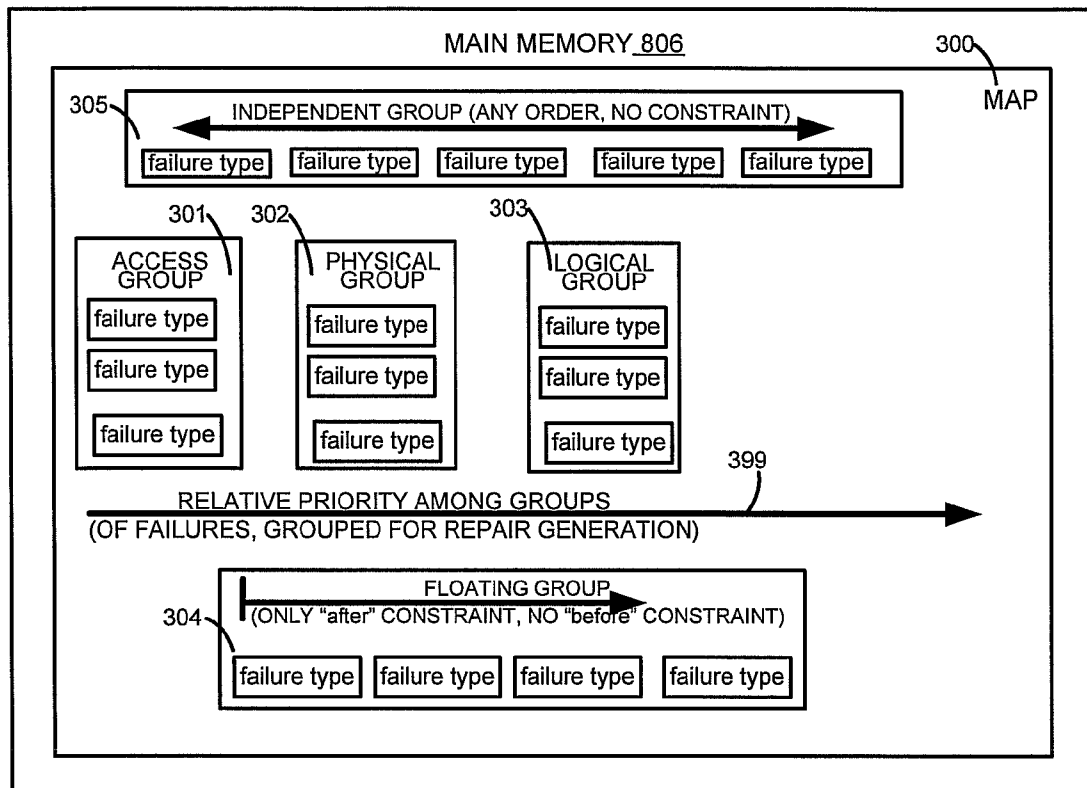 MAIN MEMORY 806
300
MAP
305
INDEPENDENT GROUP (ANY ORDER, NO CONSTRAINT)
failure type failure type failure type failure type failure type
301
302
303
ACCESS
GROUP
failure type
failure type
failure type
PHYSICAL
GROUP
failure type
failure type
failure type
LOGICAL
GROUP
failure type
failure type
failure type
399
RELATIVE PRIORITY AMONG GROUPS
(OF FAILURES, GROUPED FOR REPAIR GENERATION)
FLOATING GROUP
(ONLY "after" CONSTRAINT, NO "before" CONSTRAINT)
304
failure type failure type failure type failure type